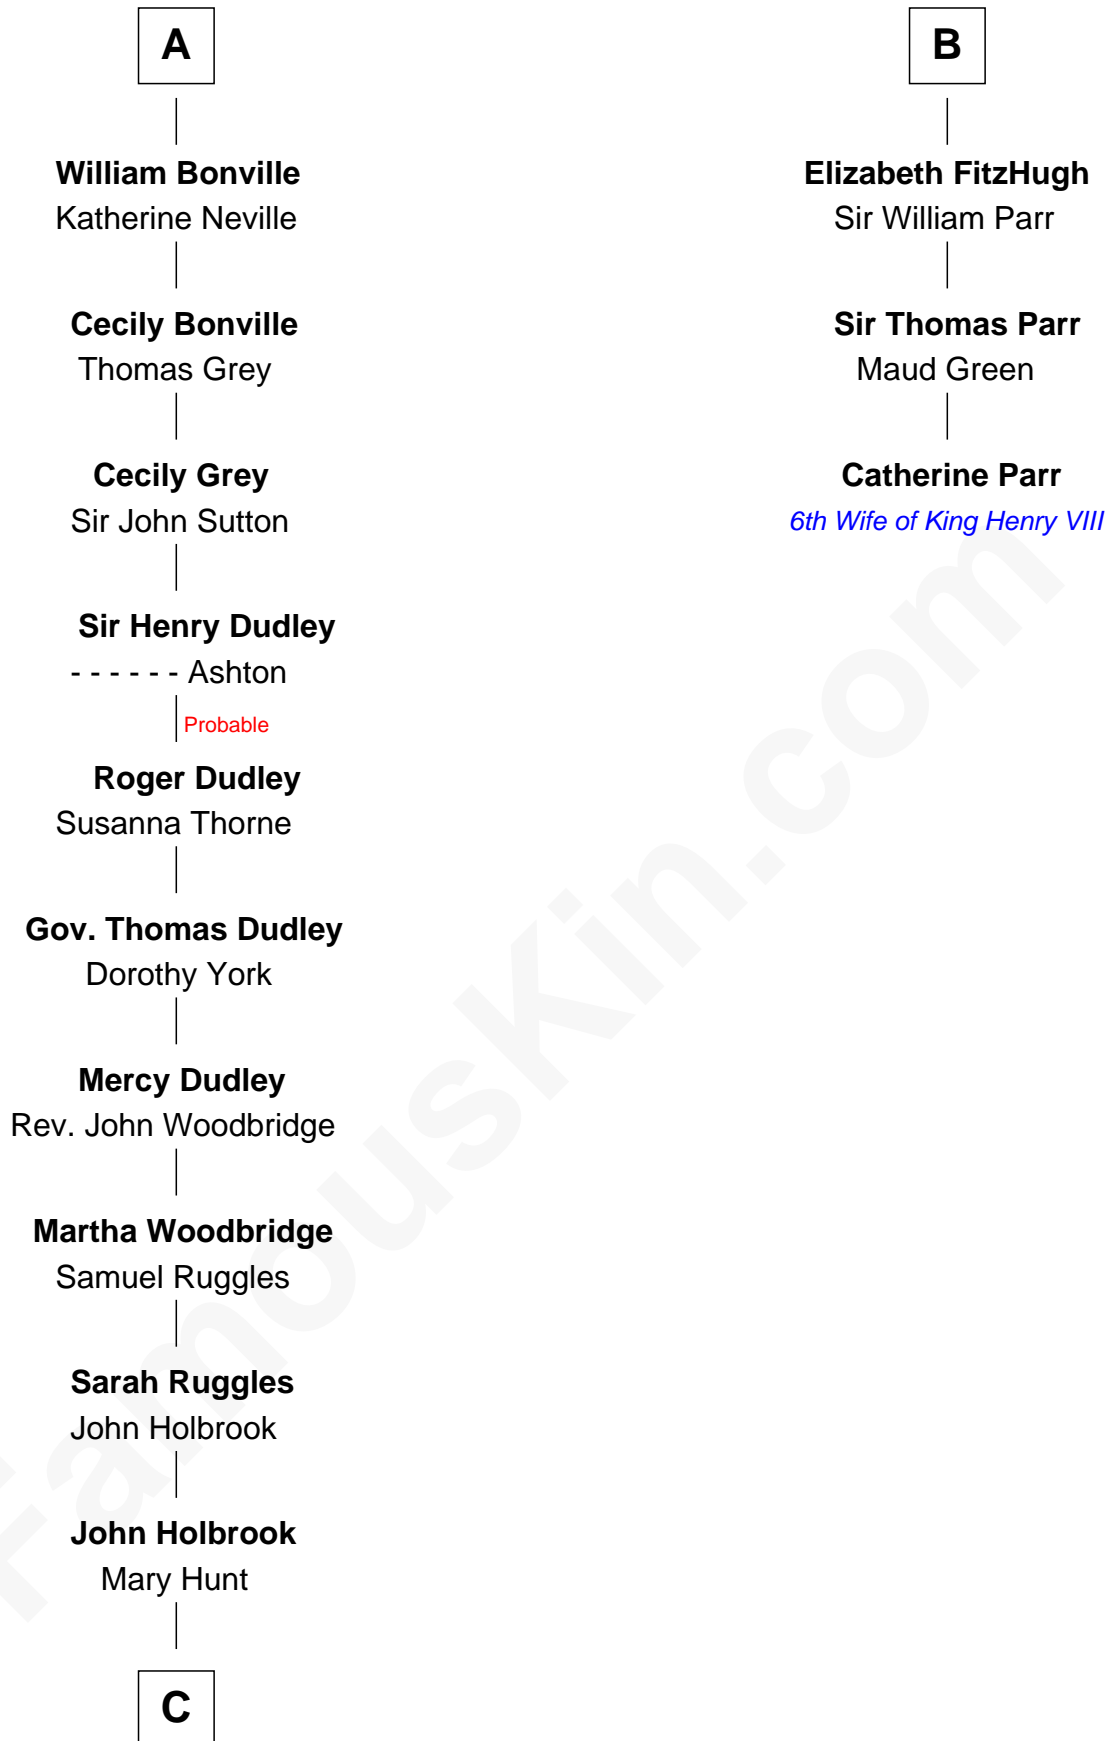 A
William Bonville
Katherine Neville
Cecily Bonville
Thomas Grey
Cecily Grey
Sir John Sutton
Sir Henry Dudley
- - - - - - Ashton
Probable
Roger Dudley
Susanna Thorne
Gov. Thomas Dudley
Dorothy York
Mercy Dudley
Rev. John Woodbridge
Martha Woodbridge
Samuel Ruggles
Sarah Ruggles
John Holbrook
John Holbrook
Mary Hunt
C
B
Elizabeth FitzHugh
Sir William Parr
Sir Thomas Parr
Maud Green
Catherine Parr
6th Wife of King Henry VIII
FamousKin.com